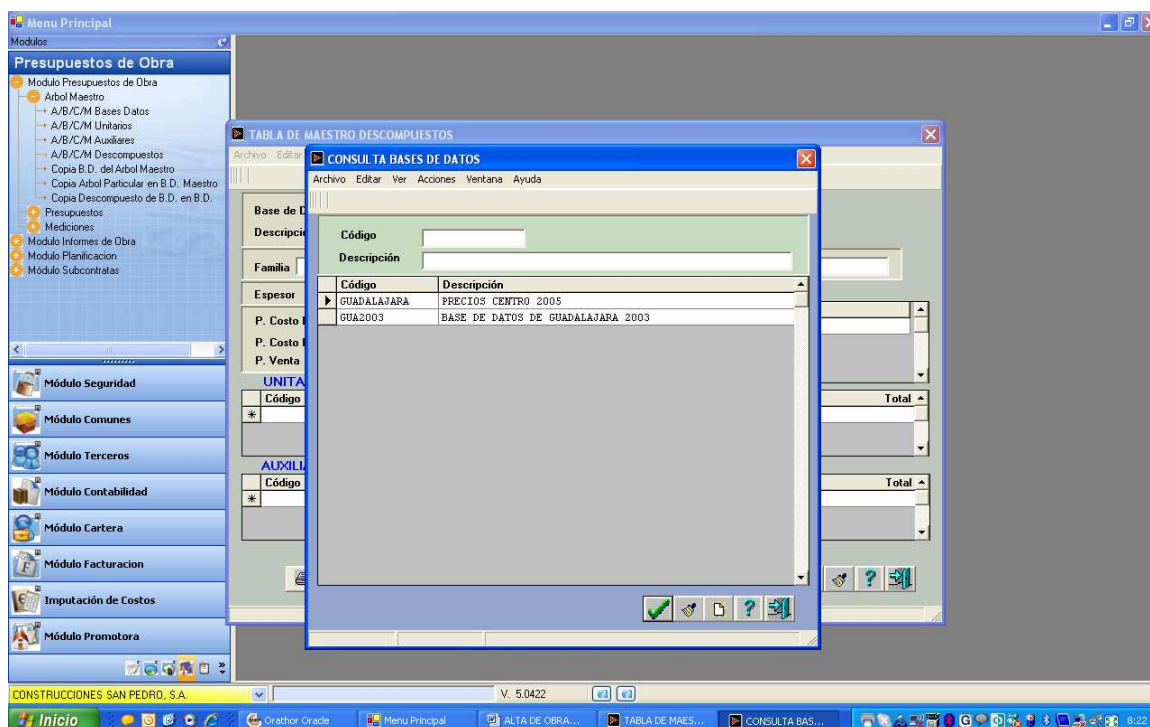 Menu Principal
Modulos
Presupuestos de Obra
Modulo Presupuestos de Obra
Arbol Maestro
A/B/C/M Bases Datos
A/B/C/M Unitarios
A/B/C/M Auxiliares
A/B/C/M Descompuestos
Copia B.D. del Arbol Maestro
Copia Arbol Particular en B.D. Maestro
Copia Descompuesto de B.D. en B.D.
Presupuestos
Mediciones
Modulo Informes de Obra
Modulo Planificacion
Módulo Subcontratas
Módulo Seguridad
Módulo Comunes
Módulo Terceros
Módulo Contabilidad
Módulo Cartera
Módulo Facturacion
Imputación de Costos
Módulo Promotora
TABLA DE MAESTRO DESCOMPUESTOS
Archivo Editar
Base de D
Descripci
Familia
Espesor
P. Costo
P. Costo
P. Venta
UNITA
Código Total
*
AUXILI
Código Total
*
CONSULTA BASES DE DATOS
Archivo Editar Ver Acciones Ventana Ayuda
Código
Descripción
Código Descripción
GUADALAJARA PRECIOS CENTRO 2005
GUA2003 BASE DE DATOS DE GUADALAJARA 2003
CONSTRUCCIONES SAN PEDRO, S.A. V. 5.0422
Inicio Orathor Oracle Menu Principal ALTA DE OBRA... TABLA DE MAES... CONSULTA BAS... 8:22